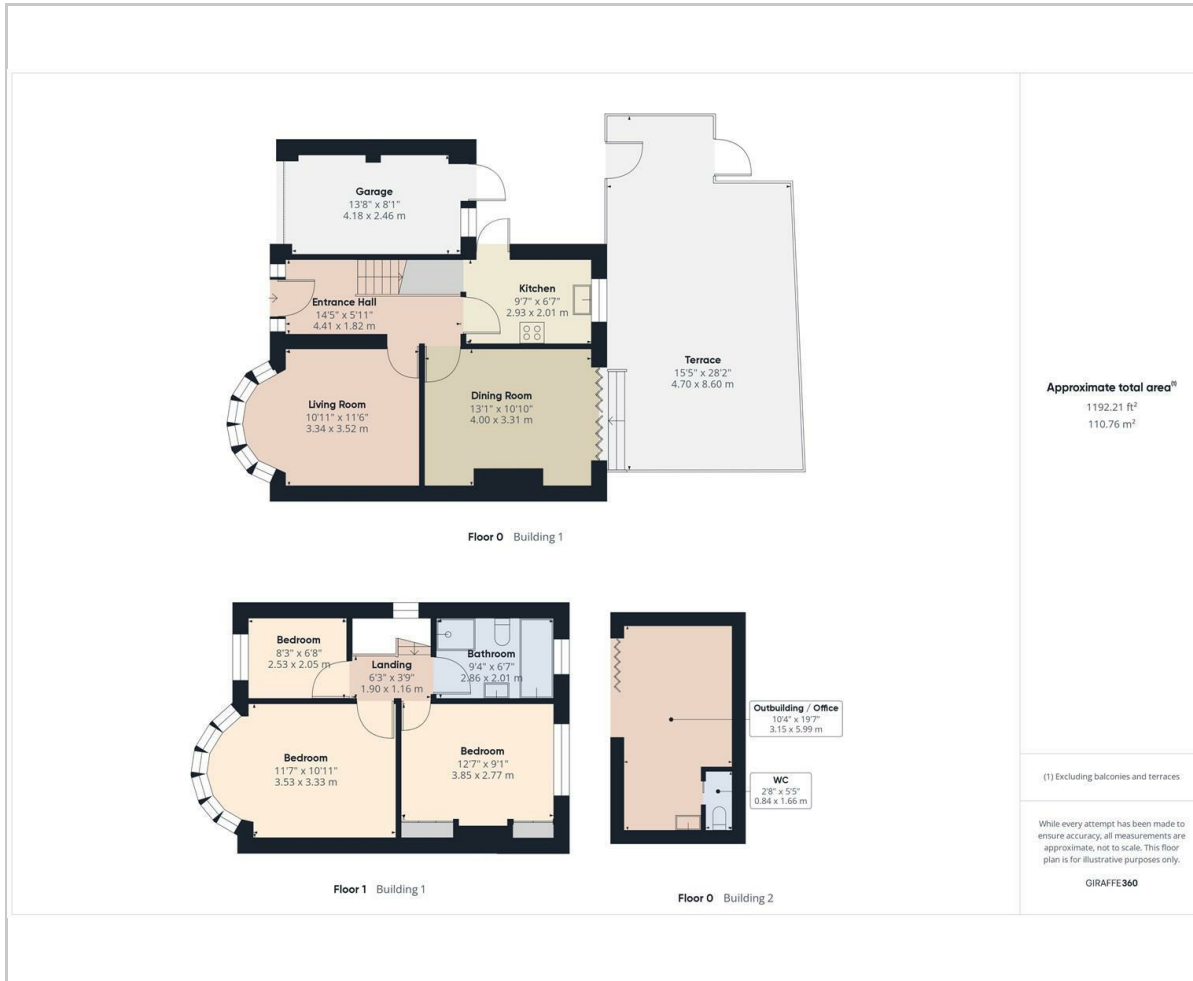 Garage
13'8" x 8'1"
4.18 x 2.46 m
Entrance Hall
14'5" x 5'11"
4.41 x 1.82 m
Kitchen
9'7" x 6'7"
2.93 x 2.01 m
Living Room
10'11" x 11'6"
3.34 x 3.52 m
Dining Room
13'1" x 10'10"
4.00 x 3.31 m
Terrace
15'5" x 28'2"
4.70 x 8.60 m
Floor 0 Building 1
Bedroom
8'3" x 6'8"
2.53 x 2.05 m
Landing
6'3" x 3'9"
1.90 x 1.16 m
Bathroom
9'4" x 6'7"
2.86 x 2.01 m
Bedroom
11'7" x 10'11"
3.53 x 3.33 m
Bedroom
12'7" x 9'1"
3.85 x 2.77 m
Floor 1 Building 1
Outbuilding / Office
10'4" x 19'7"
3.15 x 5.99 m
WC
2'8" x 5'5"
0.84 x 1.66 m
Floor 0 Building 2
Approximate total area⁽¹⁾
1192.21 ft²
110.76 m²
(1) Excluding balconies and terraces
While every attempt has been made to
ensure accuracy, all measurements are
approximate, not to scale. This floor
plan is for illustrative purposes only.
GIRAFFE360